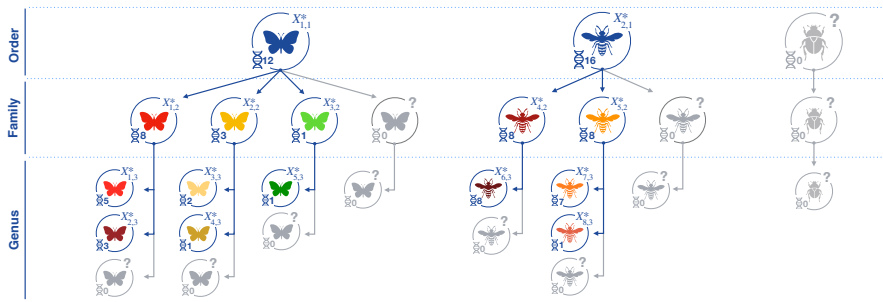 Order
X*1,1
12
X*2,1
16
?
0
Family
X*1,2
8
X*2,2
3
X*3,2
1
?
0
X*4,2
8
X*5,2
8
?
0
?
0
Genus
X*1,3
5
X*3,3
2
X*5,3
1
?
0
X*6,3
8
X*7,3
7
?
0
?
0
X*2,3
3
X*4,3
1
?
0
?
0
X*8,3
1
?
0
?
0
?
0